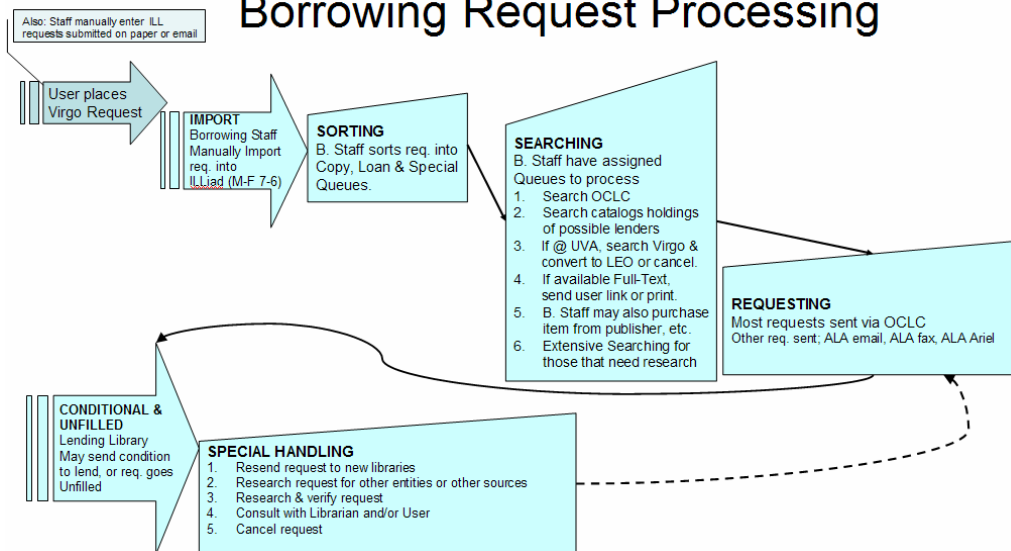 Borrowing Request Processing
Also: Staff manually enter ILL
requests submitted on paper or email
User places
Virgo Request
IMPORT
Borrowing Staff
Manually Import
req. into
ILLiad (M-F 7-6)
SORTING
B. Staff sorts req. into
Copy, Loan & Special
Queues.
SEARCHING
B. Staff have assigned
Queues to process
1. Search OCLC
2. Search catalogs holdings
of possible lenders
3. If @ UVA, search Virgo &
convert to LEO or cancel.
4. If available Full-Text,
send user link or print.
5. B. Staff may also purchase
item from publisher, etc.
6. Extensive Searching for
those that need research
REQUESTING
Most requests sent via OCLC
Other req. sent; ALA email, ALA fax, ALA Ariel
CONDITIONAL &
UNFILLED
Lending Library
May send condition
to lend, or req. goes
Unfilled
SPECIAL HANDLING
1. Resend request to new libraries
2. Research request for other entities or other sources
3. Research & verify request
4. Consult with Librarian and/or User
5. Cancel request